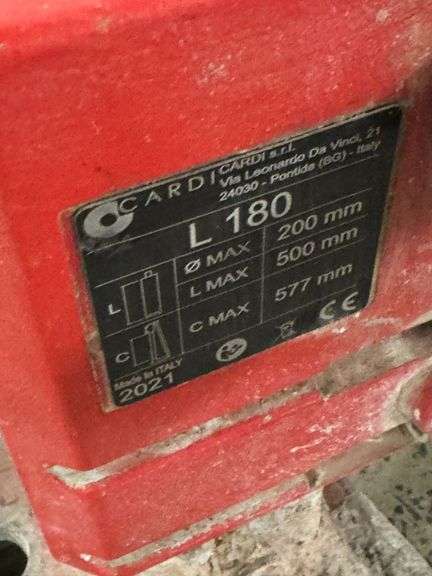 CARDI
CARDI s.r.l.
Via Leonardo Da Vinci, 21
24030 - Pontida (BG) - Italy
L 180
L
Ø MAX 200 mm
L MAX 500 mm
C
C MAX 577 mm
Made in ITALY
2021
CE